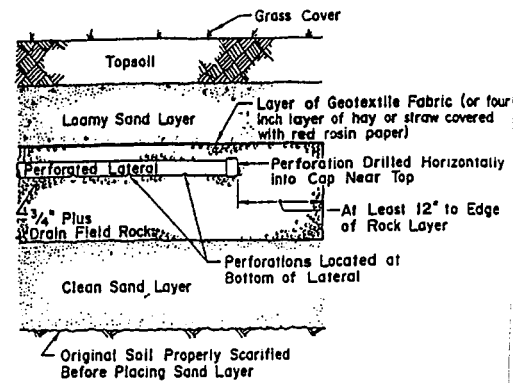 Grass Cover
Topsoil
Loamy Sand Layer
Layer of Geotextile Fabric (or four
inch layer of hay or straw covered
with red rosin paper)
Perforated Lateral
Perforation Drilled Horizontally
into Cap Near Top
3/4" Plus
Drain Field Rocks
At Least 12" to Edge
of Rock Layer
Perforations Located at
Bottom of Lateral
Clean Sand Layer
Original Soil Properly Scarified
Before Placing Sand Layer